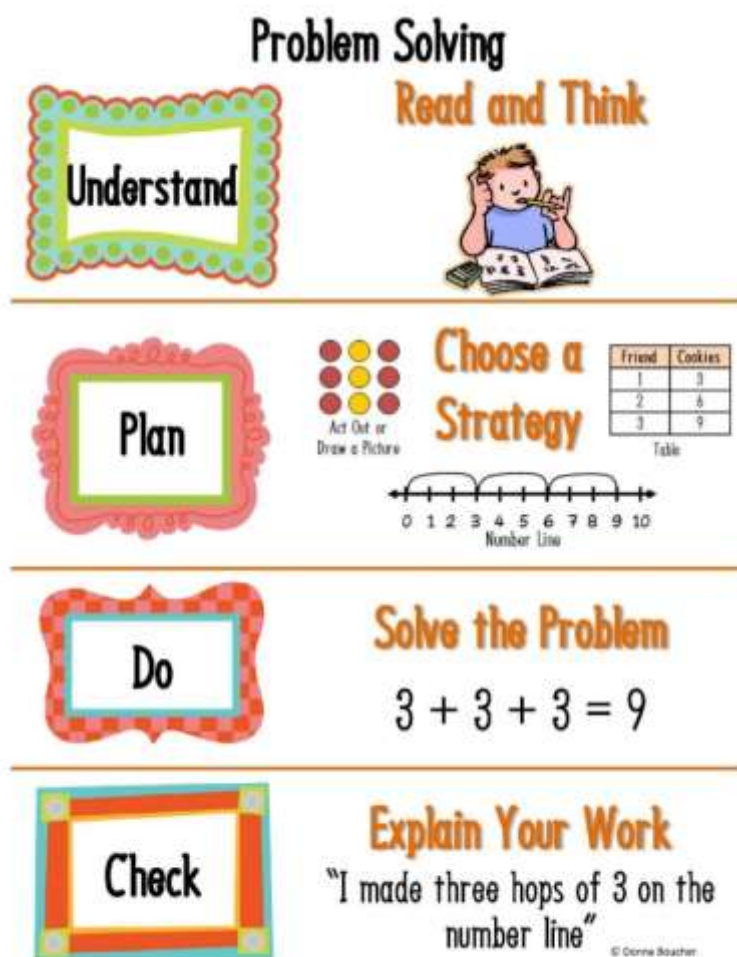 Problem Solving
Understand
Read and Think
Plan
Act Out or
Draw a Picture
Choose a
Strategy
Friend Cookies
1 3
2 6
3 9
Table
0 1 2 3 4 5 6 7 8 9 10
Number Line
Do
Solve the Problem
3 + 3 + 3 = 9
Check
Explain Your Work
"I made three hops of 3 on the
number line"
© Donna Boucher